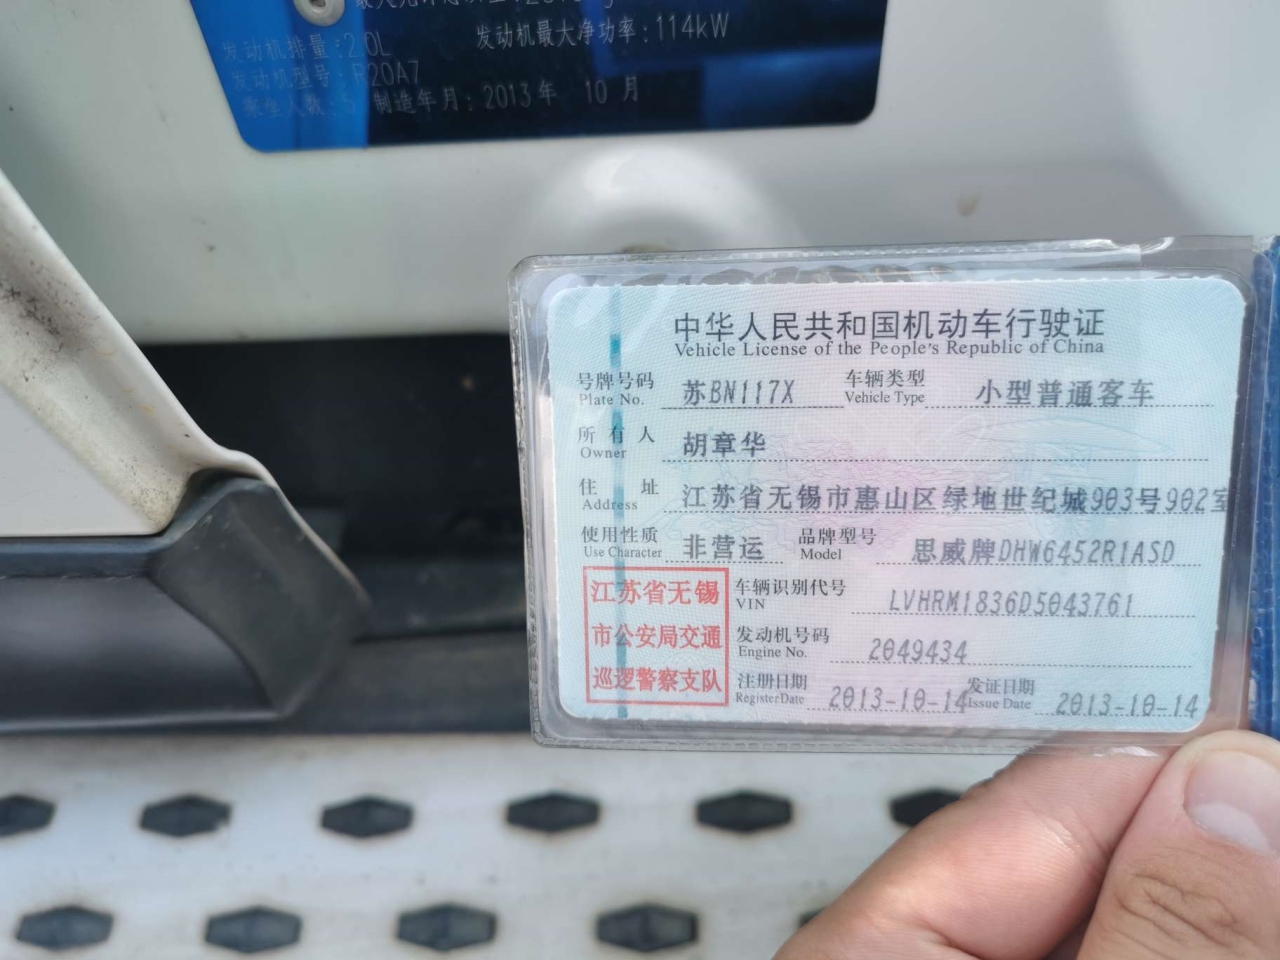 发动机排量:2.0L 发动机最大净功率:114kW
发动机型号:R20A7
乘坐人数:5 制造年月:2013年 10月
中华人民共和国机动车行驶证
Vehicle License of the People's Republic of China
号牌号码 苏BN117X 车辆类型 小型普通客车
Plate No. Vehicle Type
所有人 胡章华
Owner
住址 江苏省无锡市惠山区绿地世纪城903号902室
Address
使用性质 非营运 品牌型号 思威牌DHW6452R1ASD
Use Character Model
江苏省无锡
市公安局交通
巡逻警察支队
车辆识别代号 LVHRM1836D5043761
VIN
发动机号码 2049434
Engine No.
注册日期 2013-10-14 发证日期 2013-10-14
Register Date Issue Date